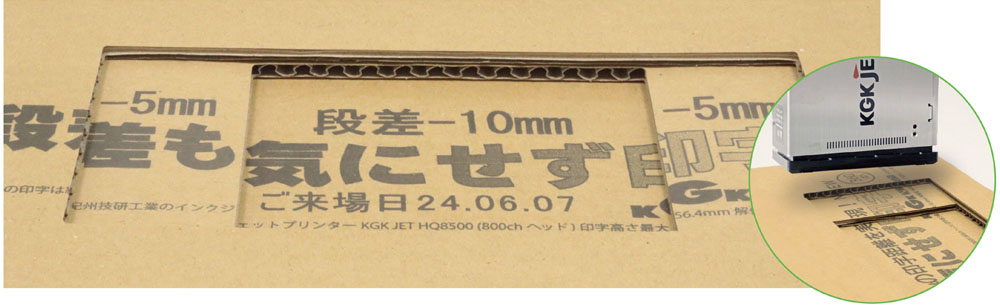 -5mm
段差-10mm
-5mm
段差も気にせず印字
の印字は
ご来場日24.06.07
KGK
紀州技研工業のインクジェットプリンター KGK JET HQ8500 (800ch ヘッド) 印字高さ最大
56.4mm 解
KGK JET